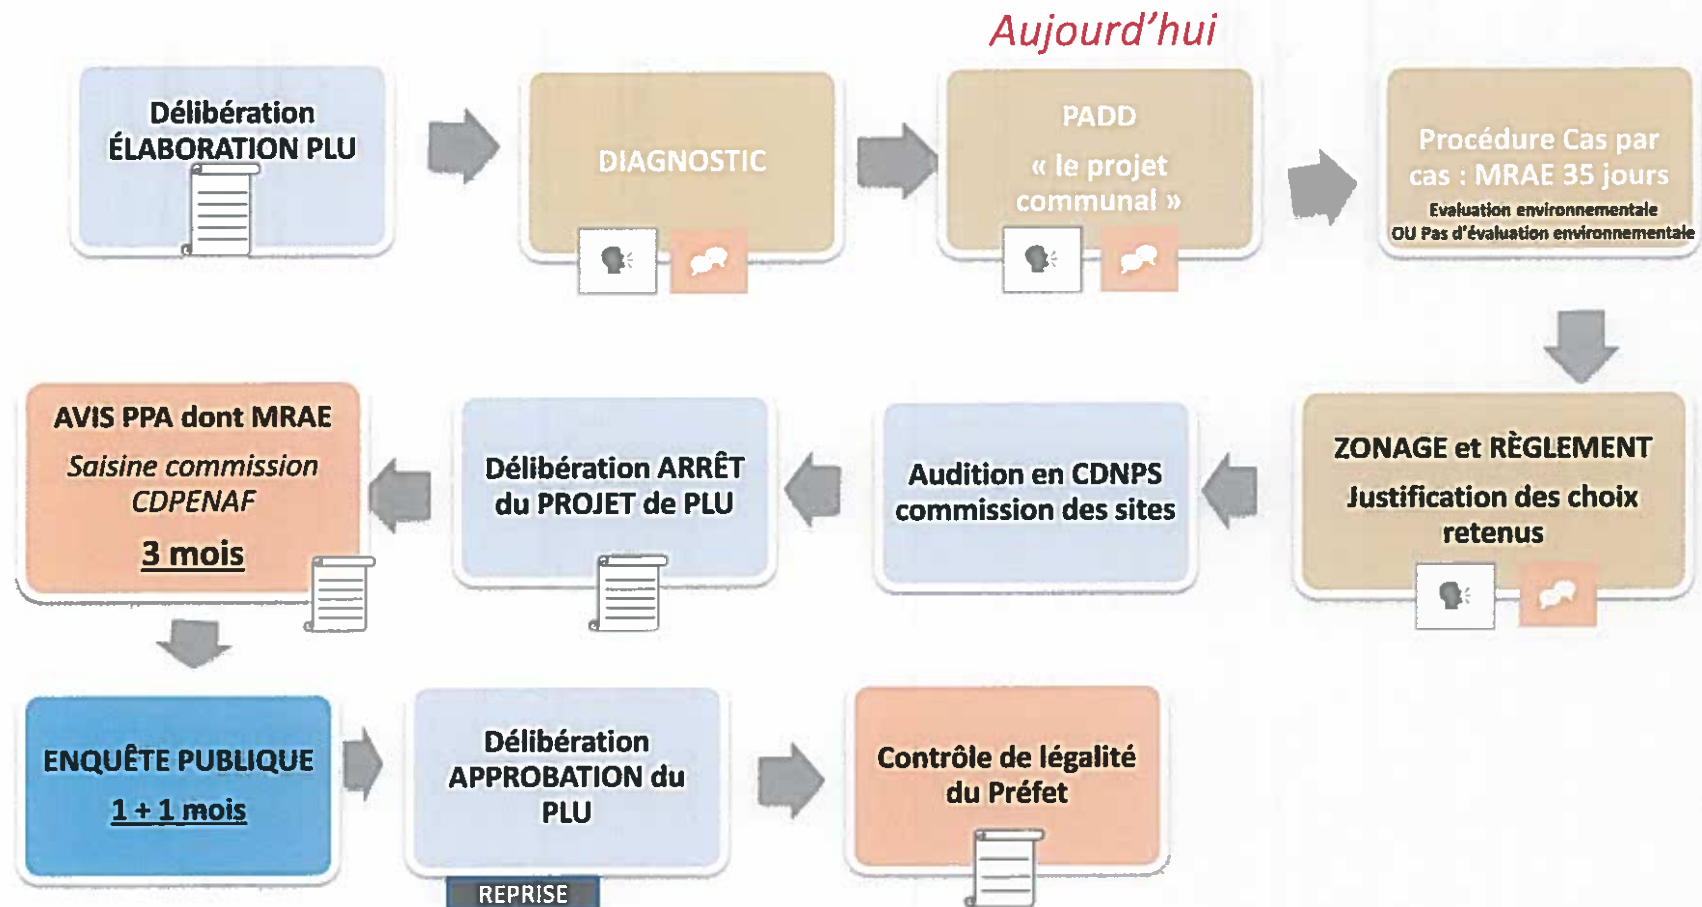 Aujourd'hui
Délibération
ÉLABORATION PLU
DIAGNOSTIC
PADD
« le projet
communal »
Procédure Cas par
cas : MRAE 35 jours
Evaluation environnementale
OU Pas d'évaluation environnementale
ZONAGE et RÈGLEMENT
Justification des choix
retenus
Audition en CDNPS
commission des sites
Délibération ARRÊT
du PROJET de PLU
AVIS PPA dont MRAE
Saisine commission
CDPENAF
3 mois
ENQUÊTE PUBLIQUE
1 + 1 mois
Délibération
APPROBATION du
PLU
REPRISE
Contrôle de légalité
du Préfet